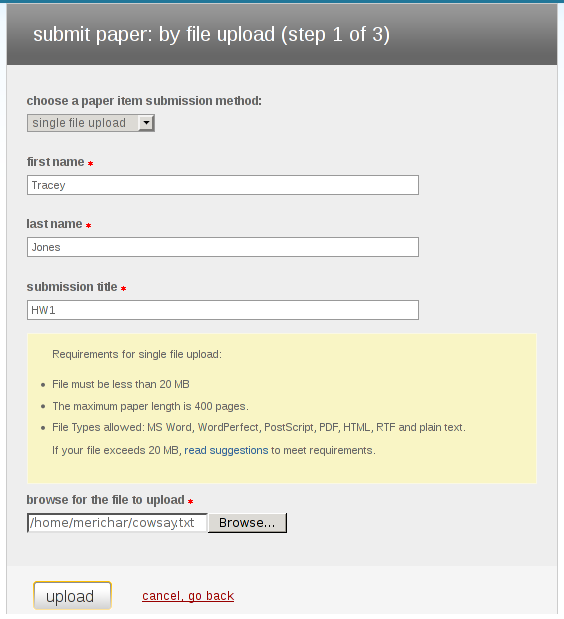 submit paper: by file upload (step 1 of 3)
choose a paper item submission method:
single file upload
first name *
Tracey
last name *
Jones
submission title *
HW1
Requirements for single file upload:
• File must be less than 20 MB
• The maximum paper length is 400 pages.
• File Types allowed: MS Word, WordPerfect, PostScript, PDF, HTML, RTF and plain text.
If your file exceeds 20 MB, read suggestions to meet requirements.
browse for the file to upload *
/home/merichar/cowsay.txt Browse...
upload cancel, go back